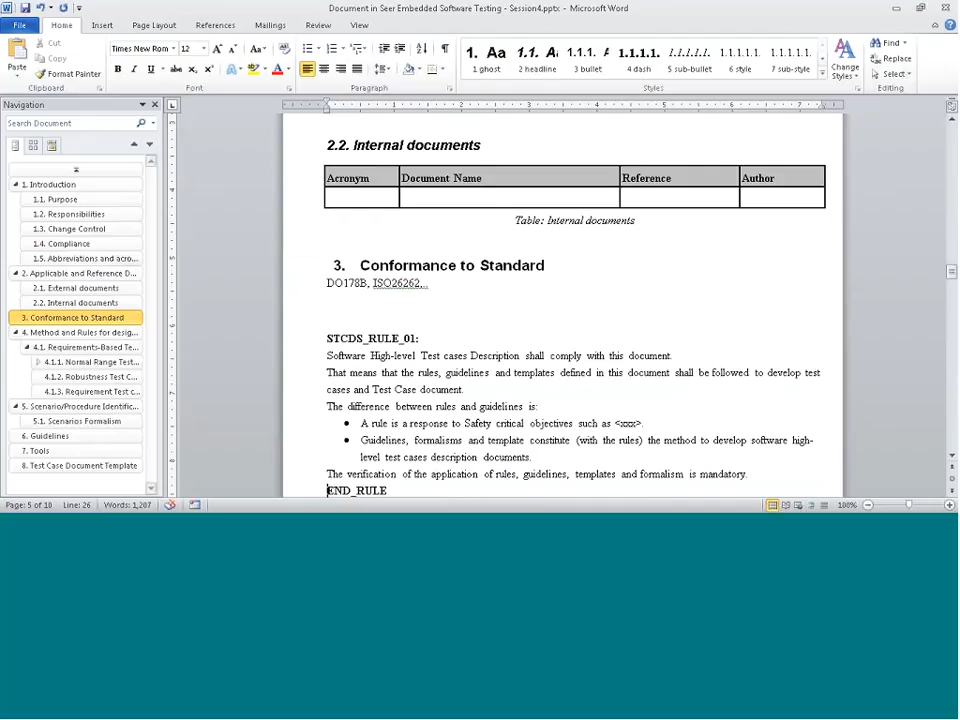 Document in Seer Embedded Software Testing - Session4.pptx - Microsoft Word
File Home Insert Page Layout References Mailings Review View
Paste
Cut
Copy
Format Painter
Clipboard
Times New Rom 12
Aa
B I U abc x, x²
Font
Paragraph
1. Aa 1 ghost
1.1. A 2 headline
1.1.1. 3 bullet
1.1.1.1. 4 dash
1.1.1.1.1. 5 sub-bullet
1.1.1.1.1. 6 style
1.1.1.1.1. 7 sub-style
Change Styles
Styles
Find
Replace
Select
Editing
Navigation
Search Document
1. Introduction
1.1. Purpose
1.2. Responsibilities
1.3. Change Control
1.4. Compliance
1.5. Abbreviations and acro...
2. Applicable and Reference D...
2.1. External documents
2.2. Internal documents
3. Conformance to Standard
4. Method and Rules for desig...
4.1. Requirements-Based Te...
4.1.1. Normal Range Test...
4.1.2. Robustness Test C...
4.1.3. Requirement Test c...
5. Scenario/Procedure Identific...
5.1. Scenarios Formalism
6. Guidelines
7. Tools
8. Test Case Document Template
2.2. Internal documents
Acronym Document Name Reference Author
Table: Internal documents
3. Conformance to Standard
DO178B, ISO26262,..
STCDS_RULE_01:
Software High-level Test cases Description shall comply with this document.
That means that the rules, guidelines and templates defined in this document shall be followed to develop test
cases and Test Case document.
The difference between rules and guidelines is:
• A rule is a response to Safety critical objectives such as <xxx>.
• Guidelines, formalisms and template constitute (with the rules) the method to develop software high-
level test cases description documents.
The verification of the application of rules, guidelines, templates and formalism is mandatory.
END_RULE
Page: 5 of 10 Line: 26 Words: 1,207 100%